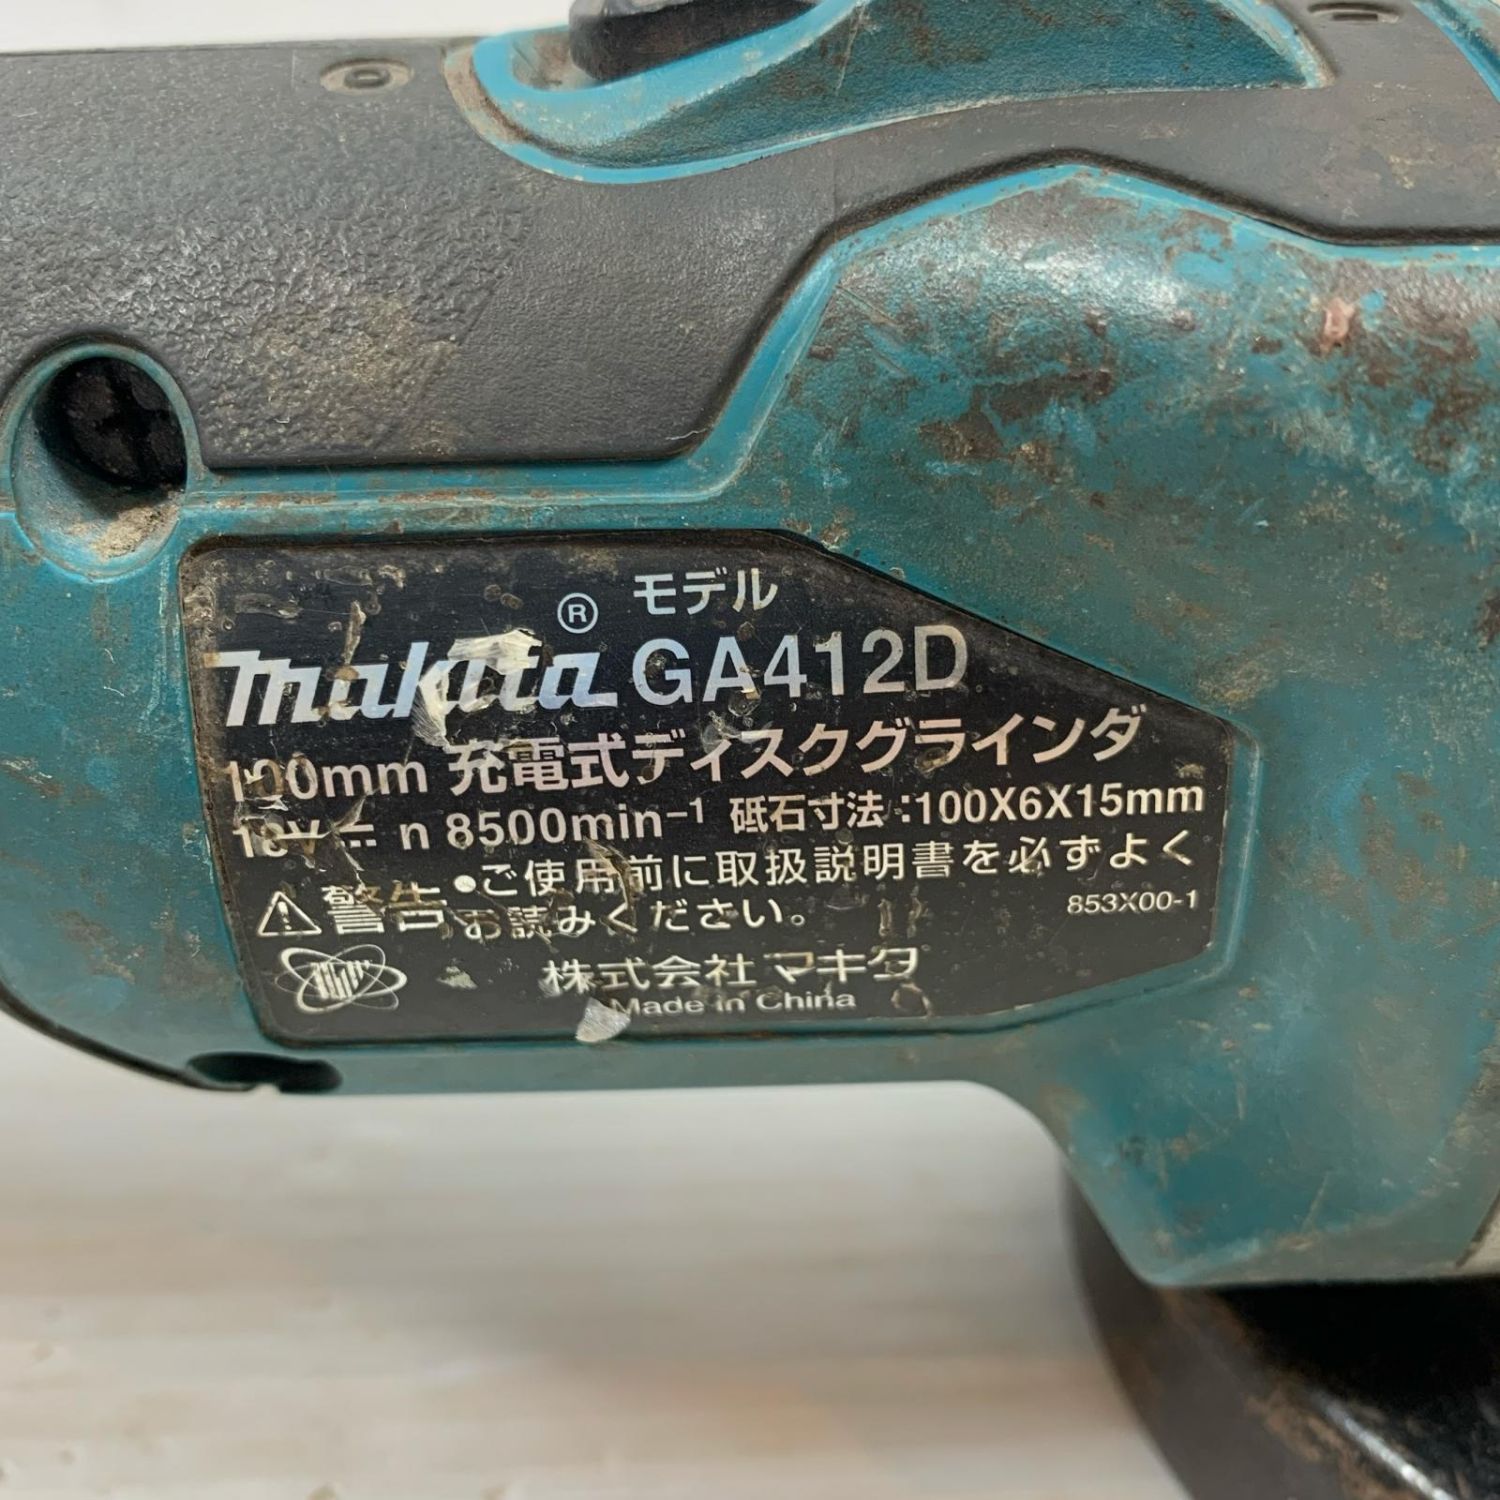 モデル
makita® GA412D
100mm 充電式ディスクグラインダ
18V n 8500min⁻¹ 砥石寸法:100X6X15mm
警告 •ご使用前に取扱説明書を必ずよく
お読みください。 853X00-1
株式会社マキタ
Made in China